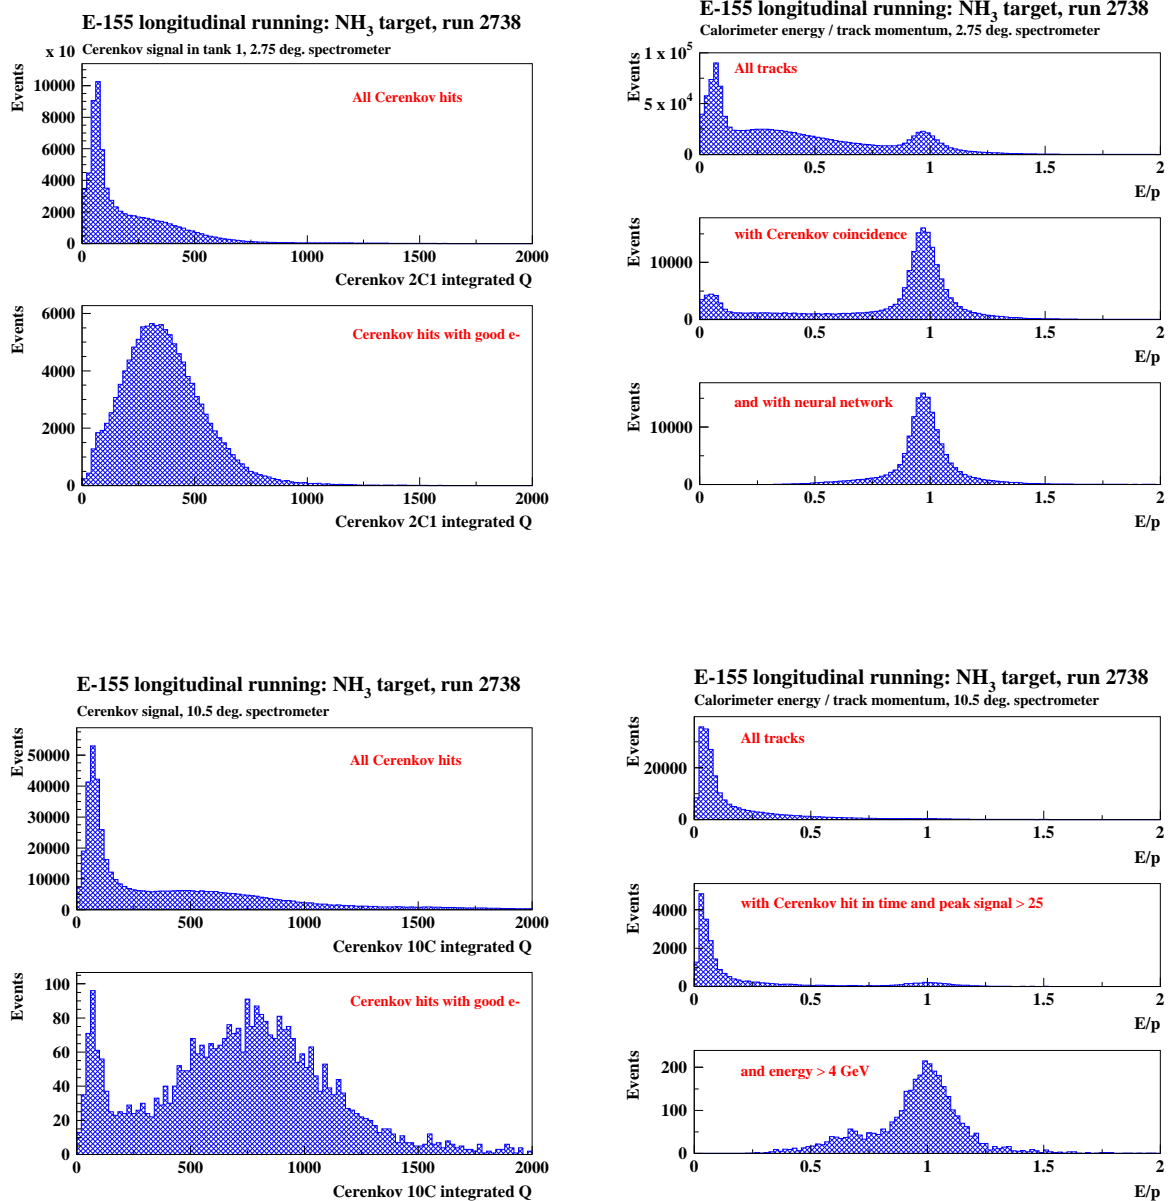 E-155 longitudinal running: NH3 target, run 2738
x 10 Cerenkov signal in tank 1, 2.75 deg. spectrometer
Events
10000
8000
6000
4000
2000
0
All Cerenkov hits
0 500 1000 1500 2000
Cerenkov 2C1 integrated Q
Events
6000
4000
2000
0
Cerenkov hits with good e-
0 500 1000 1500 2000
Cerenkov 2C1 integrated Q
E-155 longitudinal running: NH3 target, run 2738
Calorimeter energy / track momentum, 2.75 deg. spectrometer
Events
1 x 10^5
5 x 10^4
0
All tracks
0 0.5 1 1.5 2
E/p
Events
10000
0
with Cerenkov coincidence
0 0.5 1 1.5 2
E/p
Events
10000
0
and with neural network
0 0.5 1 1.5 2
E/p
E-155 longitudinal running: NH3 target, run 2738
Cerenkov signal, 10.5 deg. spectrometer
Events
50000
40000
30000
20000
10000
0
All Cerenkov hits
0 500 1000 1500 2000
Cerenkov 10C integrated Q
Events
100
80
60
40
20
0
Cerenkov hits with good e-
0 500 1000 1500 2000
Cerenkov 10C integrated Q
E-155 longitudinal running: NH3 target, run 2738
Calorimeter energy / track momentum, 10.5 deg. spectrometer
Events
20000
0
All tracks
0 0.5 1 1.5 2
E/p
Events
4000
2000
0
with Cerenkov hit in time and peak signal > 25
0 0.5 1 1.5 2
E/p
Events
200
100
0
and energy > 4 GeV
0 0.5 1 1.5 2
E/p